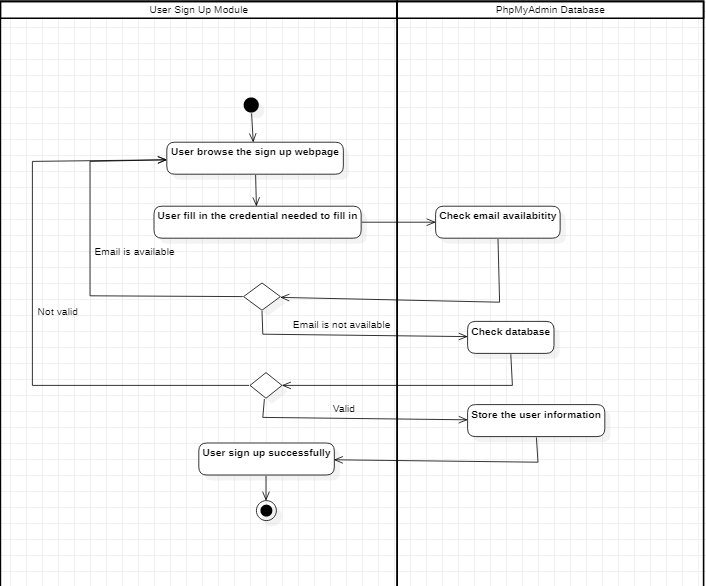 User Sign Up Module
PhpMyAdmin Database
User browse the sign up webpage
User fill in the credential needed to fill in
Check email availabitity
Email is available
Not valid
Email is not available
Check database
Valid
Store the user information
User sign up successfully